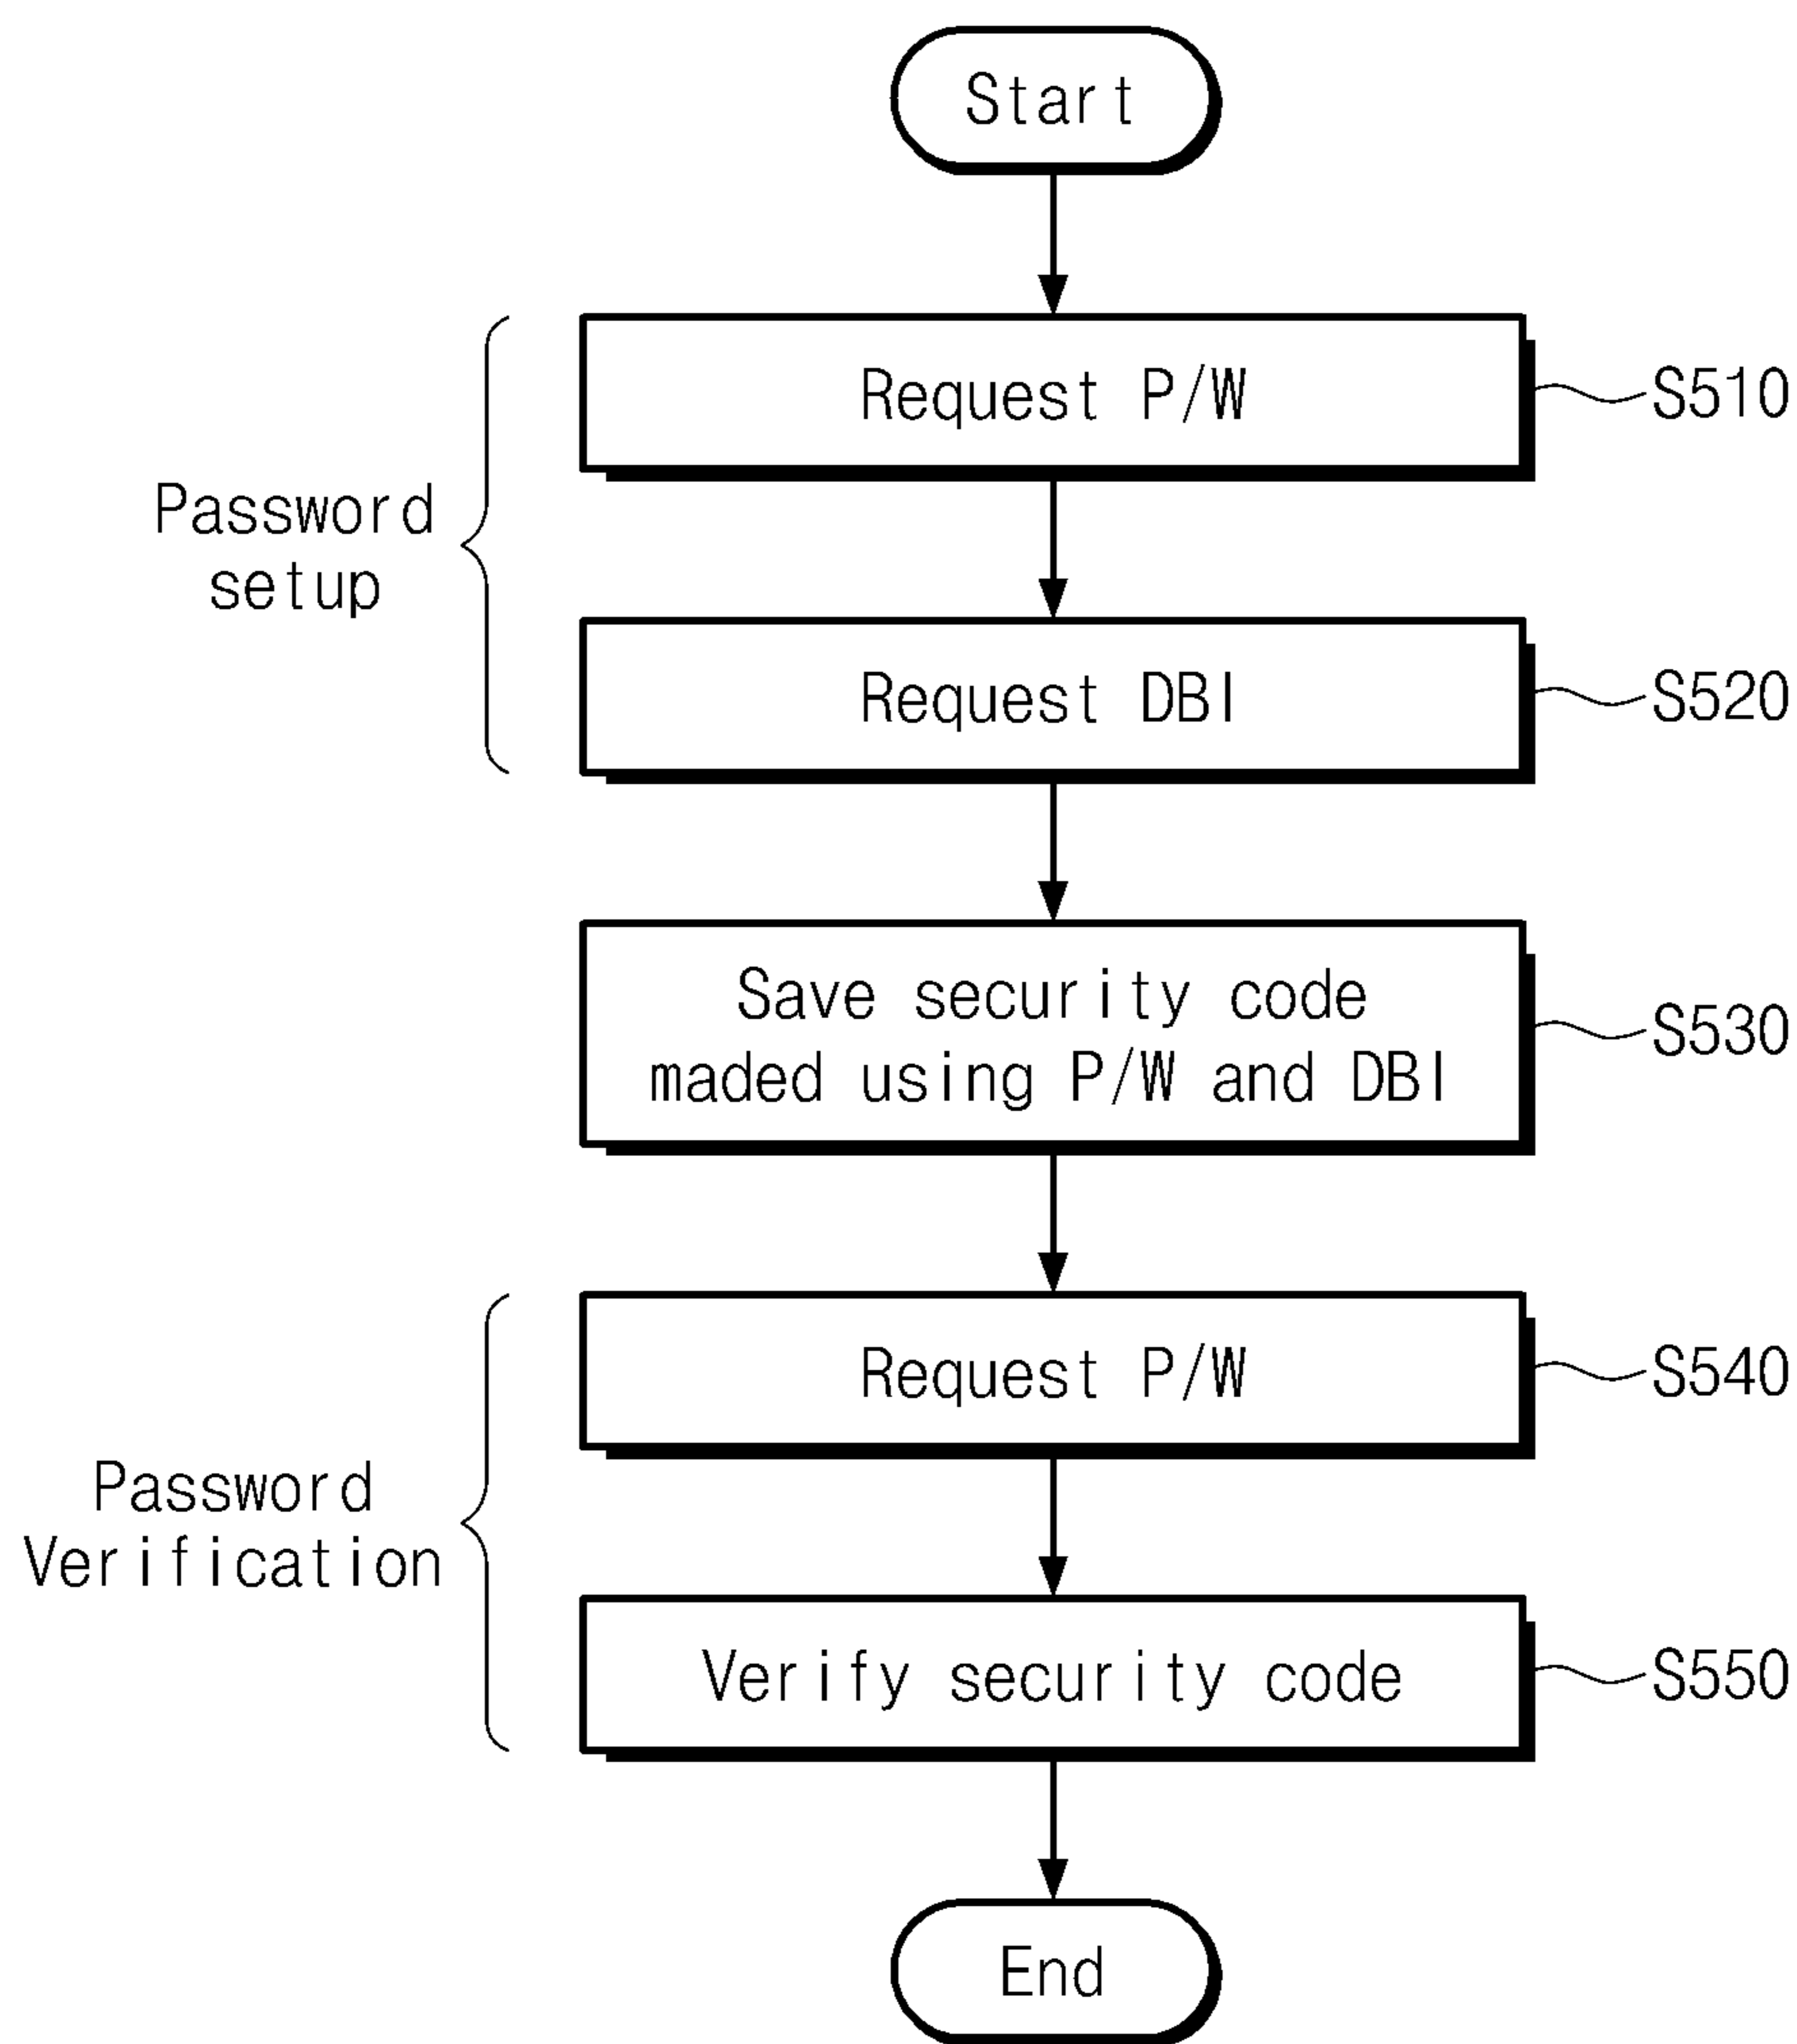 Start
Request P/W
S510
Password
setup
Request DBI
S520
Save security code
maded using P/W and DBI
S530
Request P/W
S540
Password
Verification
Verify security code
S550
End